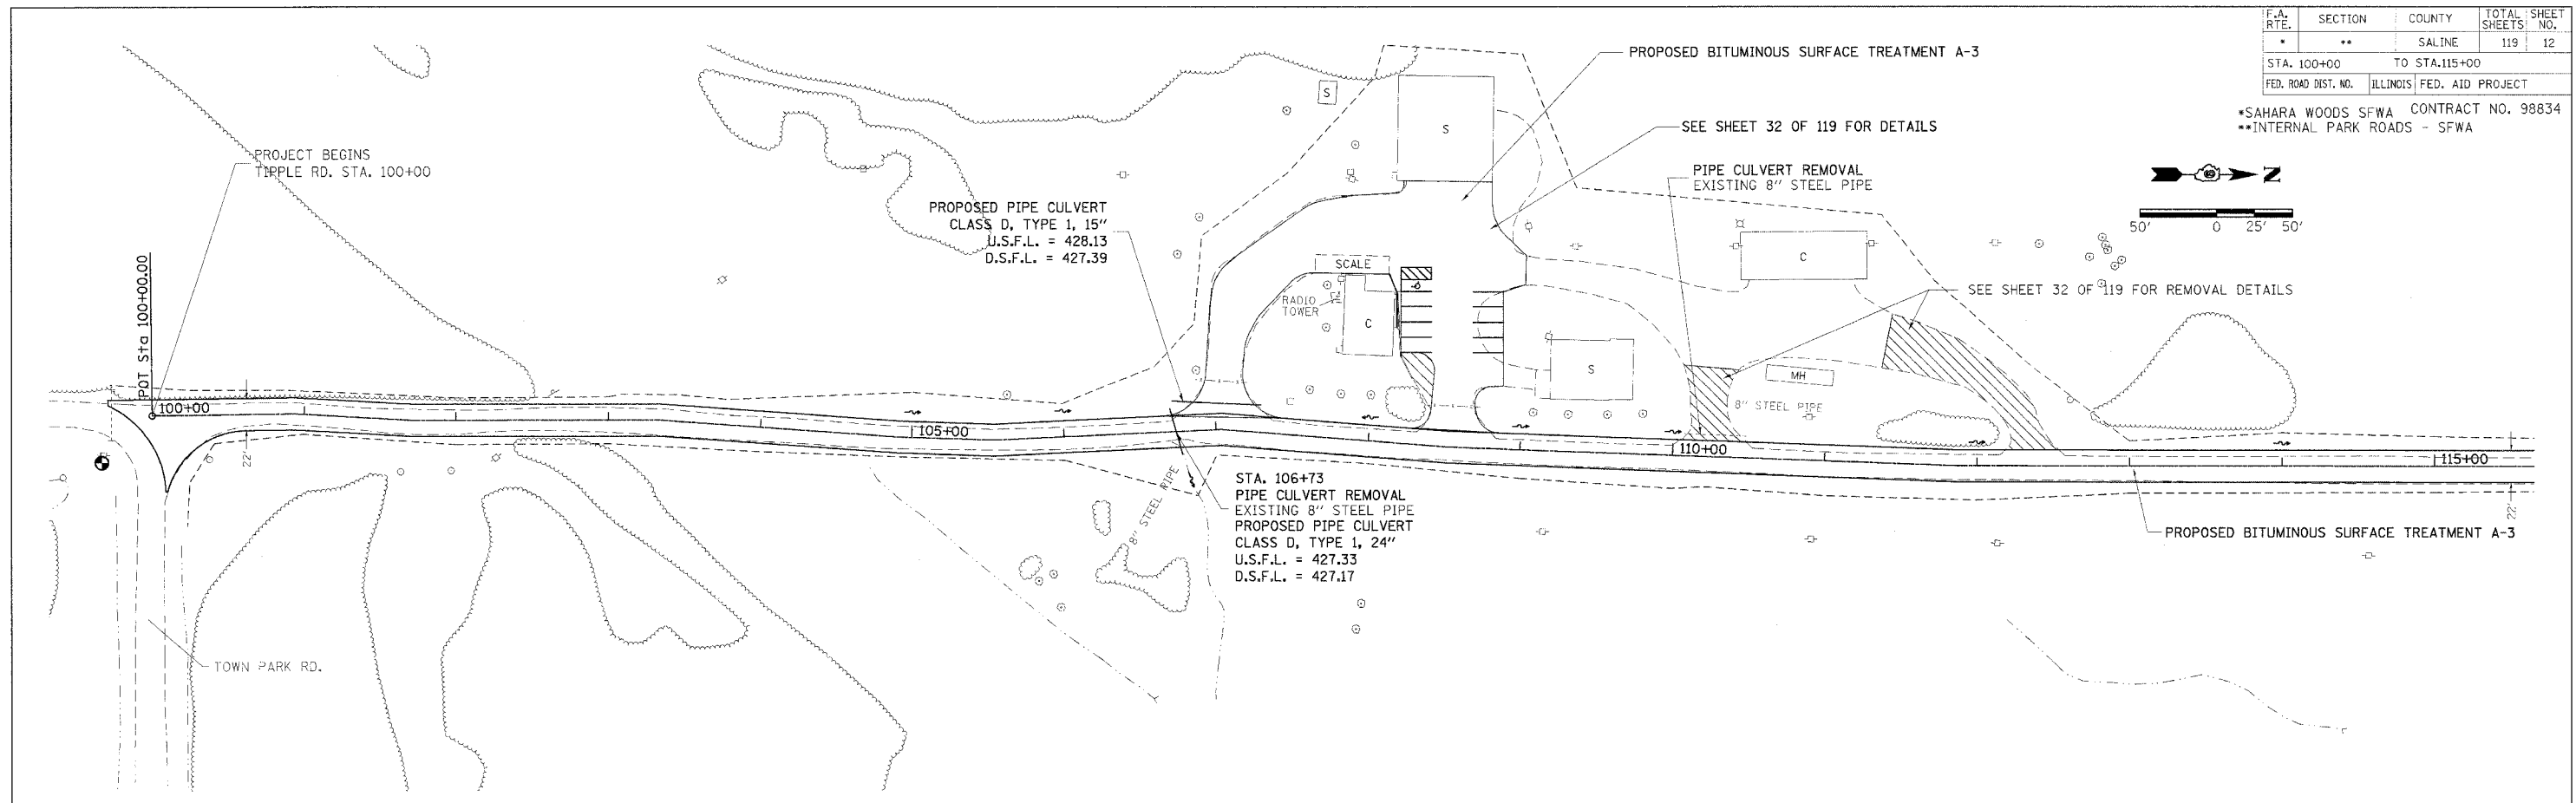 F.A. RTE. SECTION COUNTY TOTAL SHEETS SHEET NO.
* ** SALINE 119 12
STA. 100+00 TO STA.115+00
FED. ROAD DIST. NO. ILLINOIS FED. AID PROJECT
*SAHARA WOODS SFWA CONTRACT NO. 98834
**INTERNAL PARK ROADS - SFWA
N
50' 0 25' 50'
PROPOSED BITUMINOUS SURFACE TREATMENT A-3
SEE SHEET 32 OF 119 FOR DETAILS
PIPE CULVERT REMOVAL
EXISTING 8" STEEL PIPE
SEE SHEET 32 OF 119 FOR REMOVAL DETAILS
PROJECT BEGINS
TIPPLE RD. STA. 100+00
PROPOSED PIPE CULVERT
CLASS D, TYPE 1, 15"
U.S.F.L. = 428.13
D.S.F.L. = 427.39
S
S
SCALE
RADIO
TOWER
C
C
S
MH
8" STEEL PIPE
POT Sta 100+00.00
100+00
105+00
110+00
115+00
22'
22'
8" STEEL PIPE
STA. 106+73
PIPE CULVERT REMOVAL
EXISTING 8" STEEL PIPE
PROPOSED PIPE CULVERT
CLASS D, TYPE 1, 24"
U.S.F.L. = 427.33
D.S.F.L. = 427.17
PROPOSED BITUMINOUS SURFACE TREATMENT A-3
TOWN PARK RD.